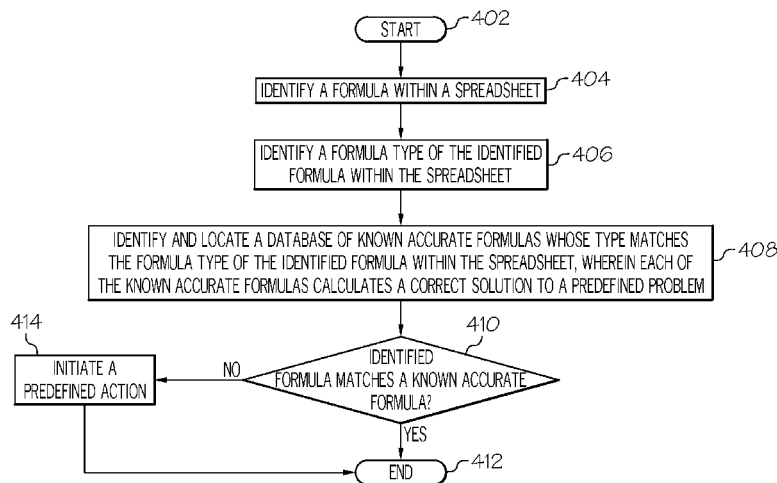 START
402
IDENTIFY A FORMULA WITHIN A SPREADSHEET
404
IDENTIFY A FORMULA TYPE OF THE IDENTIFIED
FORMULA WITHIN THE SPREADSHEET
406
IDENTIFY AND LOCATE A DATABASE OF KNOWN ACCURATE FORMULAS WHOSE TYPE MATCHES
THE FORMULA TYPE OF THE IDENTIFIED FORMULA WITHIN THE SPREADSHEET, WHEREIN EACH OF
THE KNOWN ACCURATE FORMULAS CALCULATES A CORRECT SOLUTION TO A PREDEFINED PROBLEM
408
410
IDENTIFIED
FORMULA MATCHES A KNOWN ACCURATE
FORMULA?
NO
414
INITIATE A
PREDEFINED ACTION
YES
END
412